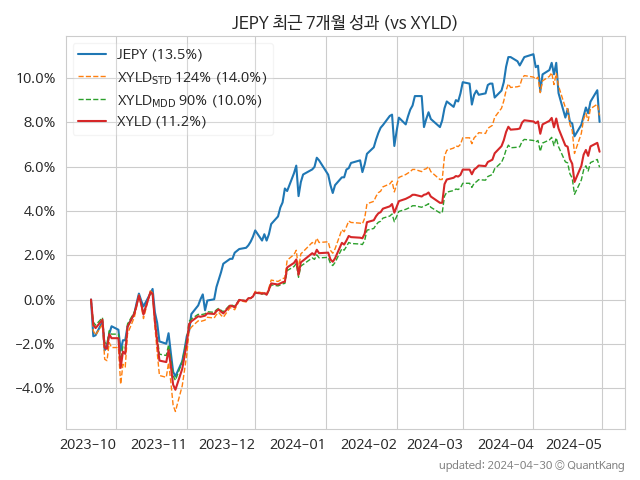 JEPY 최근 7개월 성과 (vs XYLD)
JEPY (13.5%)
XYLD_STD 124% (14.0%)
XYLD_MDD 90% (10.0%)
XYLD (11.2%)
10.0%
8.0%
6.0%
4.0%
2.0%
0.0%
−2.0%
−4.0%
2023-10 2023-11 2023-12 2024-01 2024-02 2024-03 2024-04 2024-05
updated: 2024-04-30 © QuantKang